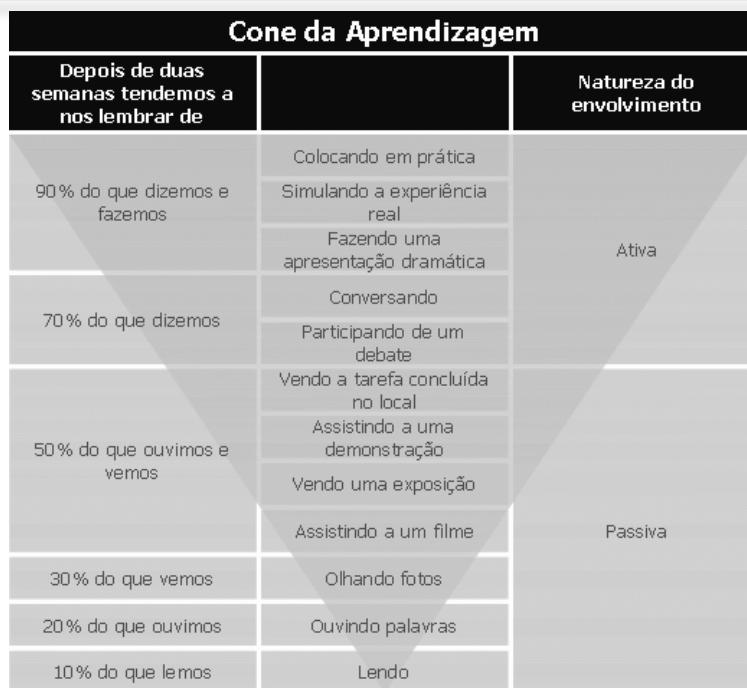 Cone da Aprendizagem
Depois de duas
semanas tendemos a
nos lembrar de
Natureza do
envolvimento
90% do que dizemos e
fazemos
Colocando em prática
Simulando a experiência
real
Fazendo uma
apresentação dramática
Ativa
70% do que dizemos
Conversando
Participando de um
debate
50% do que ouvimos e
vemos
Vendo a tarefa concluída
no local
Assistindo a uma
demonstração
Vendo uma exposição
Assistindo a um filme
Passiva
30% do que vemos
Olhando fotos
20% do que ouvimos
Ouvindo palavras
10% do que lemos
Lendo